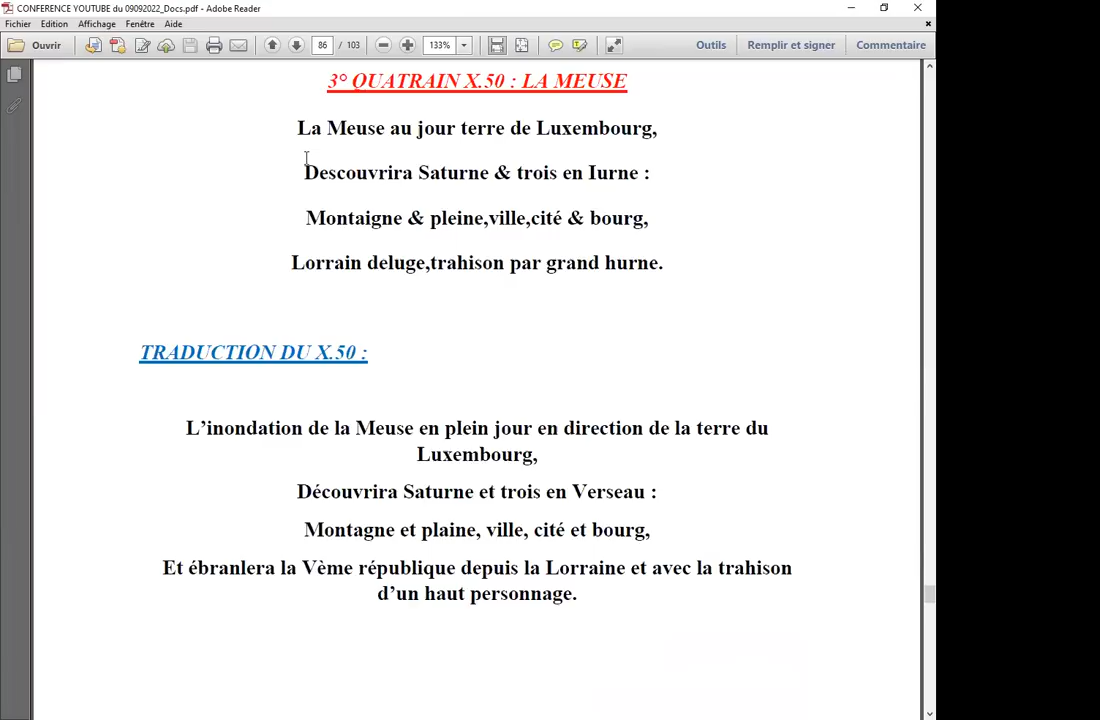 CONFERENCE YOUTUBE du 09092022_Docs.pdf - Adobe Reader
Fichier Edition Affichage Fenêtre Aide
Ouvrir 86 / 103 133% Outils Remplir et signer Commentaire
3° QUATRAIN X.50 : LA MEUSE
La Meuse au jour terre de Luxembourg,
Descouvrira Saturne & trois en Iurne :
Montaigne & pleine,ville,cité & bourg,
Lorrain deluge,trahison par grand hurne.
TRADUCTION DU X.50 :
L’inondation de la Meuse en plein jour en direction de la terre du
Luxembourg,
Découvrira Saturne et trois en Verseau :
Montagne et plaine, ville, cité et bourg,
Et ébranlera la Vème république depuis la Lorraine et avec la trahison
d’un haut personnage.